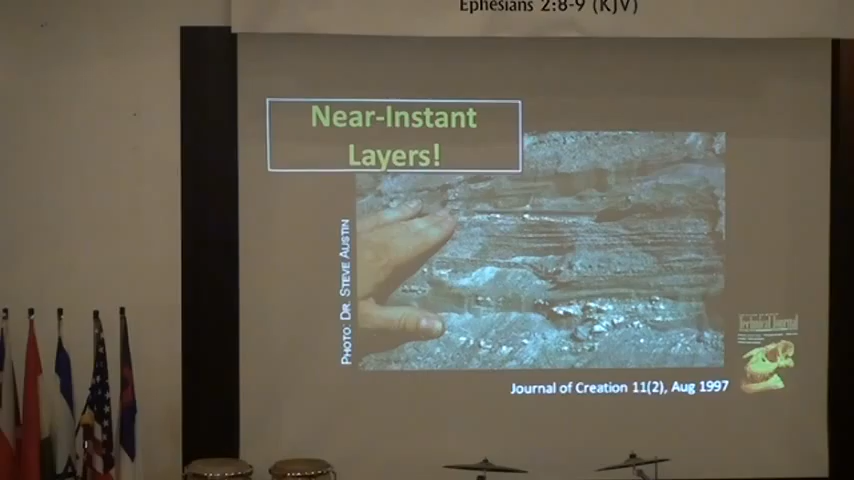 Ephesians 2:8-9 (KJV)
Near-Instant
Layers!
PHOTO: DR. STEVE AUSTIN
Journal of Creation 11(2), Aug 1997